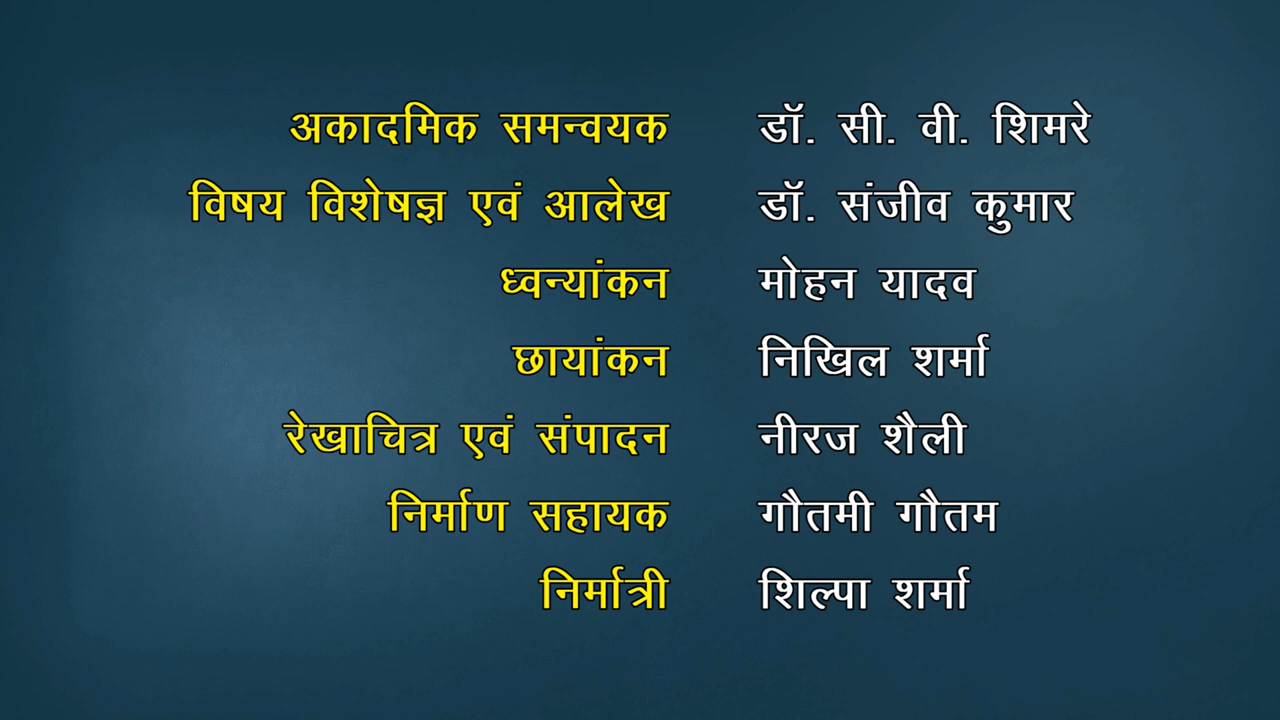 अकादमिक समन्वयक डॉ. सी. वी. शिमरे
विषय विशेषज्ञ एवं आलेख डॉ. संजीव कुमार
ध्वन्यांकन मोहन यादव
छायांकन निखिल शर्मा
रेखाचित्र एवं संपादन नीरज शैली
निर्माण सहायक गौतमी गौतम
निर्मात्री शिल्पा शर्मा